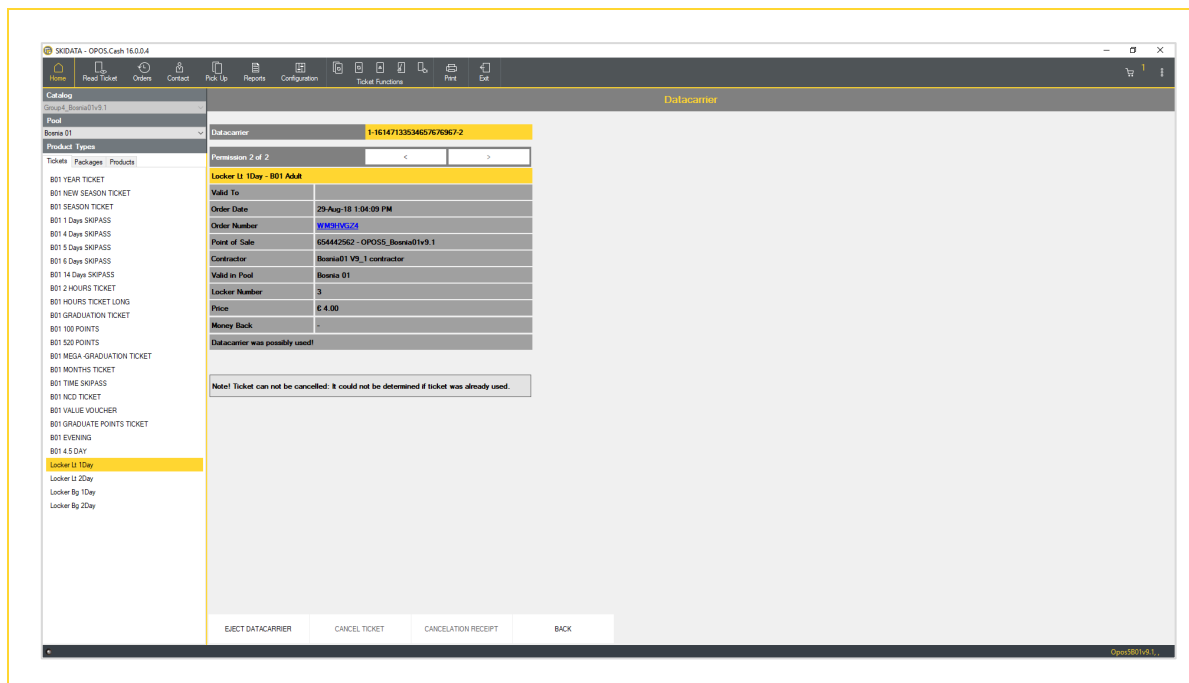 SKIDATA - OPOS.Cash 16.0.0.4
Home Read Ticket Orders Contact Pick Up Reports Configuration Ticket Functions Print Exit 1
Catalog
Group4_Bosnia01v9.1
Pool
Bosnia 01
Product Types
Tickets Packages Products
B01 YEAR TICKET
B01 NEW SEASON TICKET
B01 SEASON TICKET
B01 1 Days SKIPASS
B01 4 Days SKIPASS
B01 5 Days SKIPASS
B01 6 Days SKIPASS
B01 14 Days SKIPASS
B01 2 HOURS TICKET
B01 HOURS TICKET LONG
B01 GRADUATION TICKET
B01 100 POINTS
B01 520 POINTS
B01 MEGA -GRADUATION TICKET
B01 MONTHS TICKET
B01 TIME SKIPASS
B01 NCD TICKET
B01 VALUE VOUCHER
B01 GRADUATE POINTS TICKET
B01 EVENING
B01 4.5 DAY
Locker Lt 1Day
Locker Lt 2Day
Locker Bg 1Day
Locker Bg 2Day
Datacarrier
Datacarrier 1-16147133534657676967-2
Permission 2 of 2 < >
Locker Lt 1Day - B01 Adult
Valid To
Order Date 29-Aug-18 1:04:09 PM
Order Number WM9HVGZ4
Point of Sale 654442562 - OPOS5_Bosnia01v9.1
Contractor Bosnia01 V9_1 contractor
Valid in Pool Bosnia 01
Locker Number 3
Price € 4.00
Money Back -
Datacarrier was possibly used!
Note! Ticket can not be cancelled: It could not be determined if ticket was already used.
EJECT DATACARRIER CANCEL TICKET CANCELATION RECEIPT BACK
Opos5B01v9.1, ,